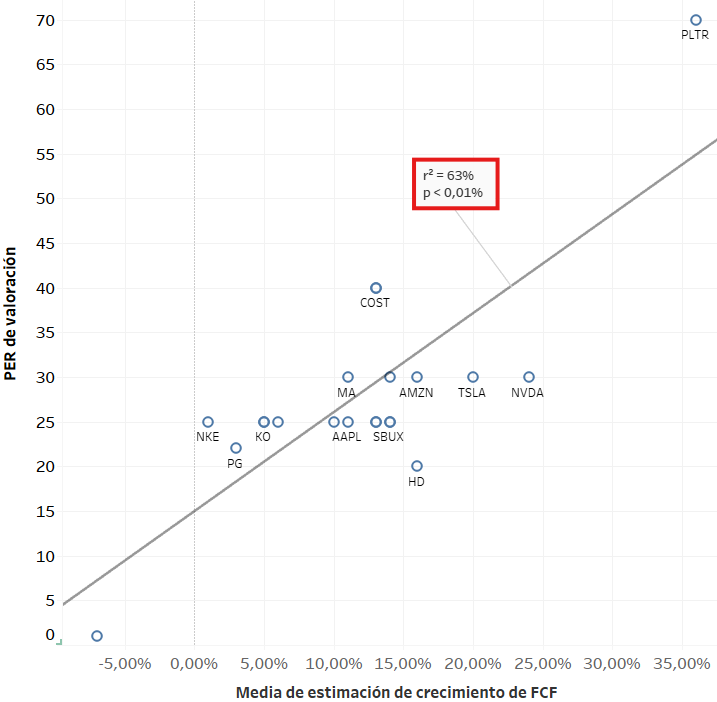 70
65
60
55
50
45
40
35
30
25
20
15
10
5
0
PER de valoración
PLTR
r² = 63%
p < 0,01%
COST
MA
AMZN
TSLA
NVDA
NKE
KO
AAPL
SBUX
PG
HD
-5,00% 0,00% 5,00% 10,00% 15,00% 20,00% 25,00% 30,00% 35,00%
Media de estimación de crecimiento de FCF